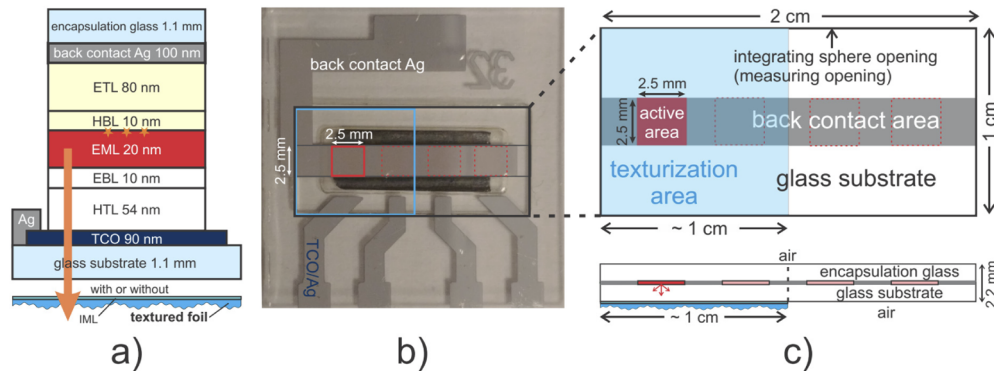 encapsulation glass 1.1 mm
back contact Ag 100 nm
ETL 80 nm
HBL 10 nm
EML 20 nm
EBL 10 nm
HTL 54 nm
Ag
TCO 90 nm
glass substrate 1.1 mm
with or without
IML
textured foil
a)
back contact Ag
32
2.5 mm
2.5 mm
TCO/Ag
b)
2 cm
integrating sphere opening
(measuring opening)
2.5 mm
2.5 mm
active
area
back contact area
1 cm
texturization
area
glass substrate
~ 1 cm
air
encapsulation glass
glass substrate
2.2 mm
air
~ 1 cm
c)